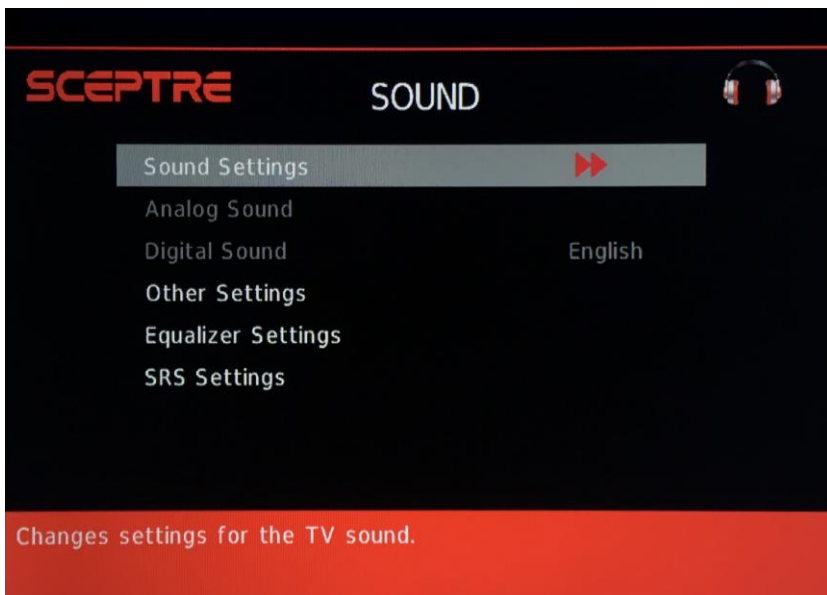 SCEPTRE
SOUND
Sound Settings
Analog Sound
Digital Sound English
Other Settings
Equalizer Settings
SRS Settings
Changes settings for the TV sound.